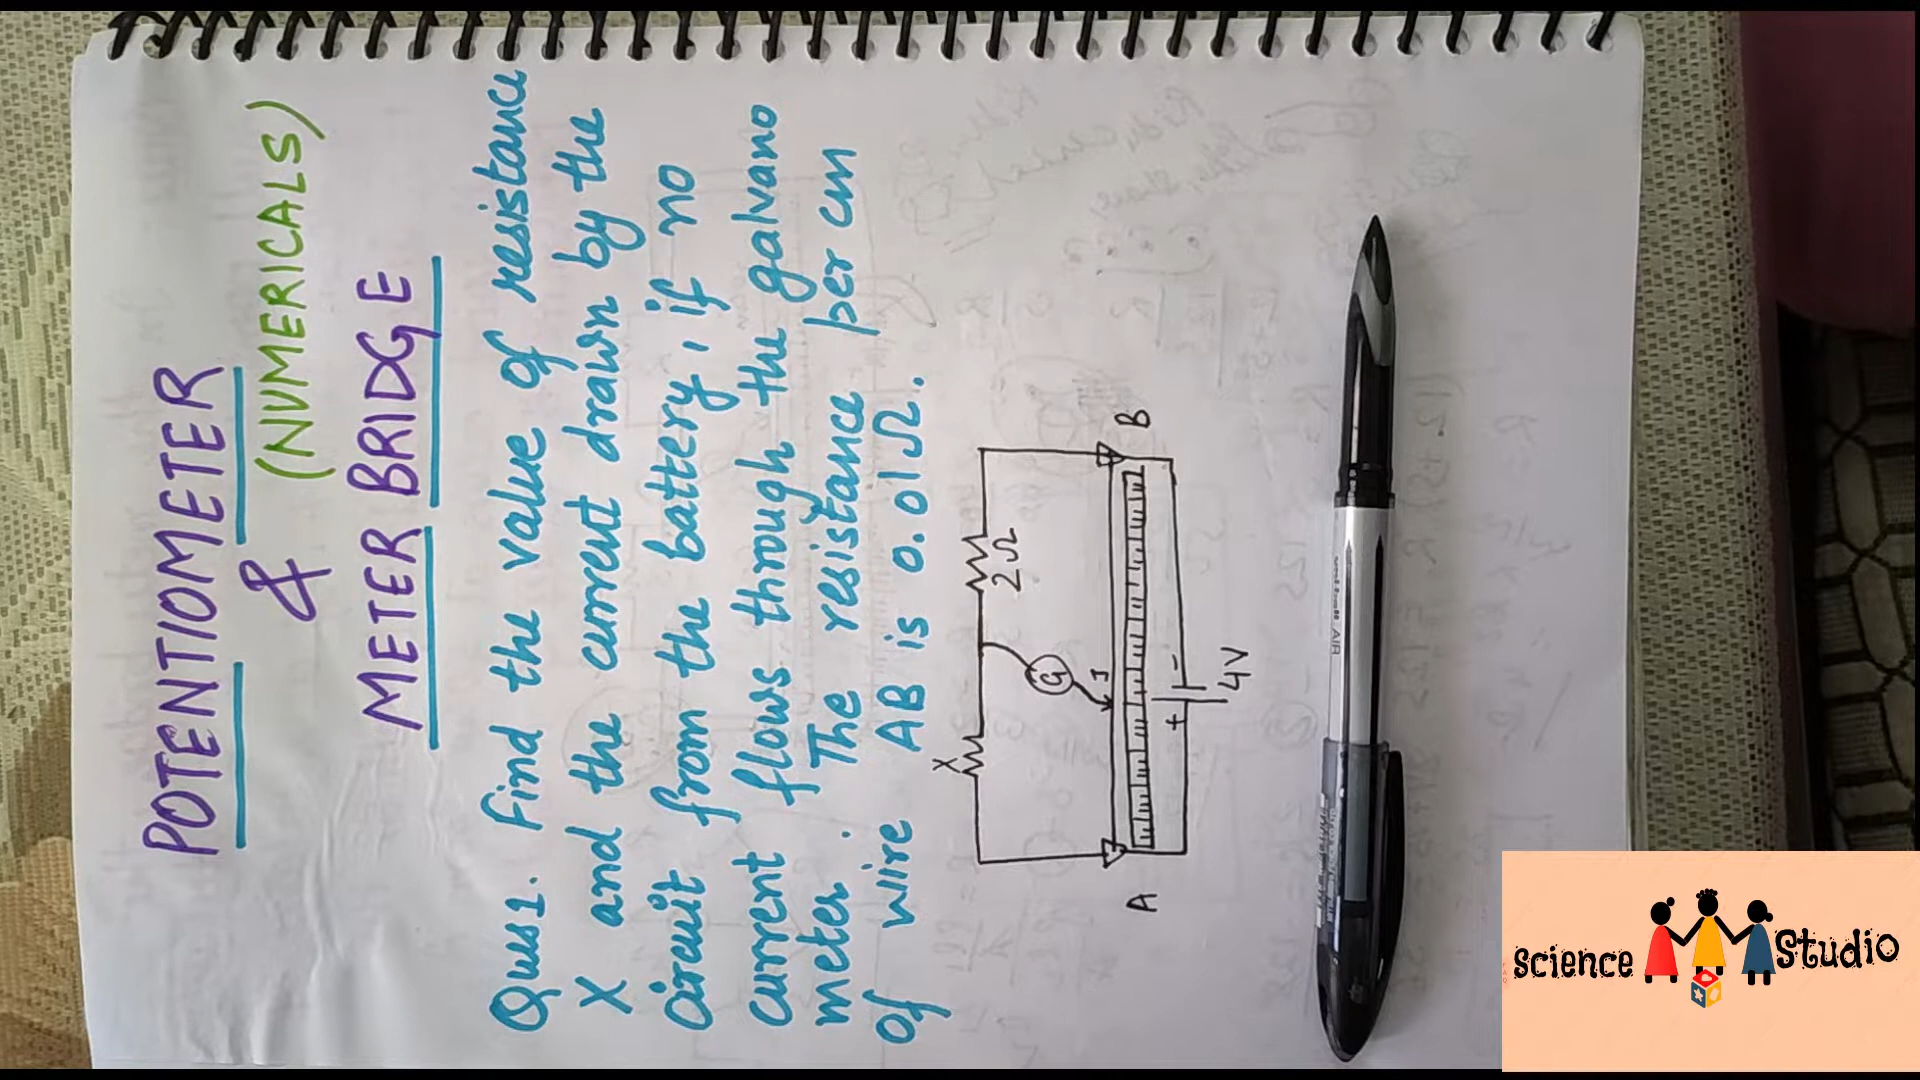 POTENTIOMETER
& (NUMERICALS)
METER BRIDGE
Ques1. Find the value of resistance
X and the current drawn by the
circuit from the battery, if no
current flows through the galvano
meter. The resistance per cm
of wire AB is 0.01Ω.
X
2Ω
G
J
A
B
+ -
4V
AIR
Science Studio